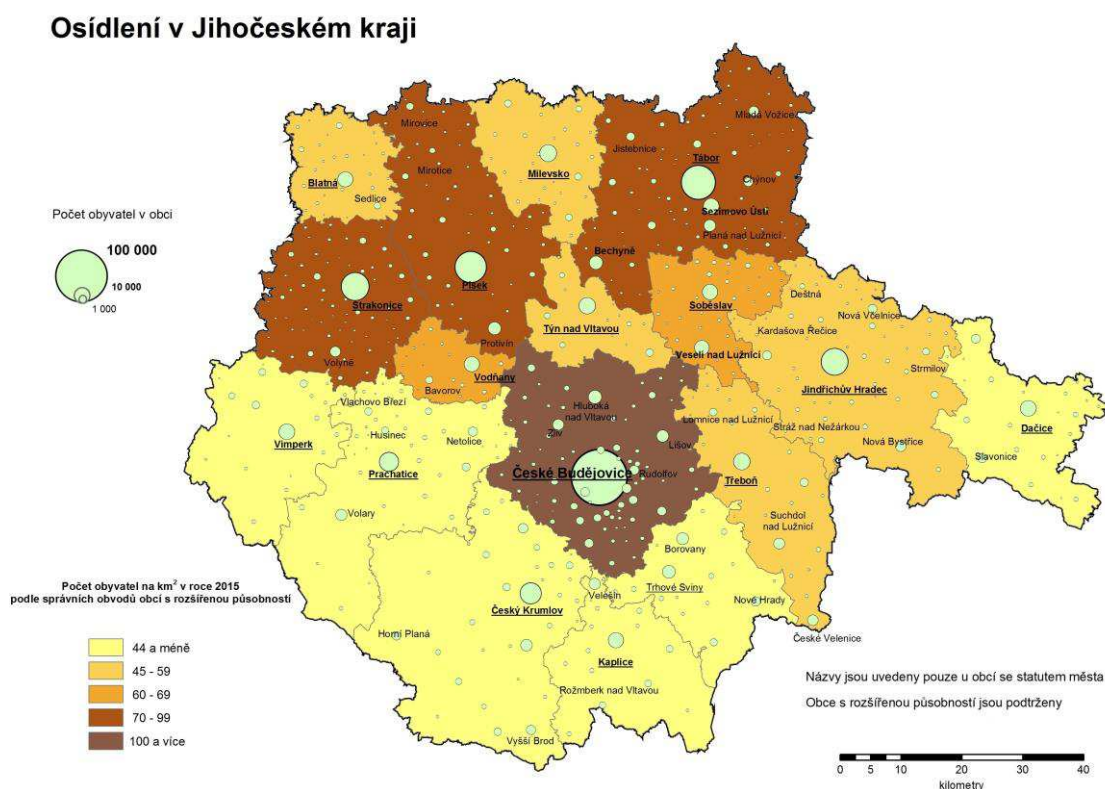 Osídlení v Jihočeském kraji
Počet obyvatel v obci
100 000
10 000
1 000
Mirovice
Mladá Vožice
Jistebnice
Mirotice
Milevsko
Tábor
Blatná
Chýnov
Sedlice
Sezimovo Ústí
Planá nad Lužnicí
Bechyně
Písek
Strakonice
Soběslav
Deštná
Nová Včelnice
Týn nad Vltavou
Kardašova Řečice
Protivín
Veselí nad Lužnicí
Volyně
Strmilov
Vodňany
Jindřichův Hradec
Bavorov
Vlachovo Březí
Hluboká
nad Vltavou
Lomnice nad Lužnicí
Dačice
Stráž nad Nežárkou
Husinec
Netolice
Zliv
Vimperk
Lišov
Nová Bystřice
Slavonice
Prachatice
České Budějovice
Rudolfov
Třeboň
Volary
Suchdol
nad Lužnicí
Borovany
Trhové Sviny
Velešín
Český Krumlov
Nové Hrady
Horní Planá
České Velenice
Kaplice
Rožmberk nad Vltavou
Vyšší Brod
Počet obyvatel na km² v roce 2015
podle správních obvodů obcí s rozšířenou působností
44 a méně
45 - 59
60 - 69
70 - 99
100 a více
Názvy jsou uvedeny pouze u obcí se statutem města
Obce s rozšířenou působností jsou podtrženy
0 5 10 20 30 40
kilometry